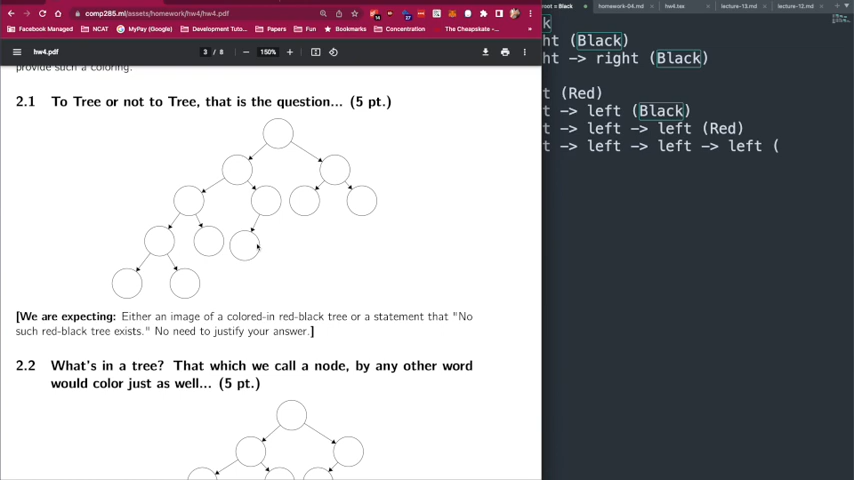 comp285.ml/assets/homework/hw4/hw4.pdf
Facebook Managed NCAT MyPay (Google) Development Tuto... Papers Fun Bookmarks Concentration The Cheapskate -...
hw4.pdf 3 / 8 150%
provide such a coloring.
2.1 To Tree or not to Tree, that is the question... (5 pt.)
[We are expecting: Either an image of a colored-in red-black tree or a statement that "No
such red-black tree exists." No need to justify your answer.]
2.2 What's in a tree? That which we call a node, by any other word
would color just as well... (5 pt.)
root = Black homework-04.md hw4.tex lecture-13.md lecture-12.md
k
ht (Black)
ht -> right (Black)
t (Red)
t -> left (Black)
t -> left -> left (Red)
t -> left -> left -> left (